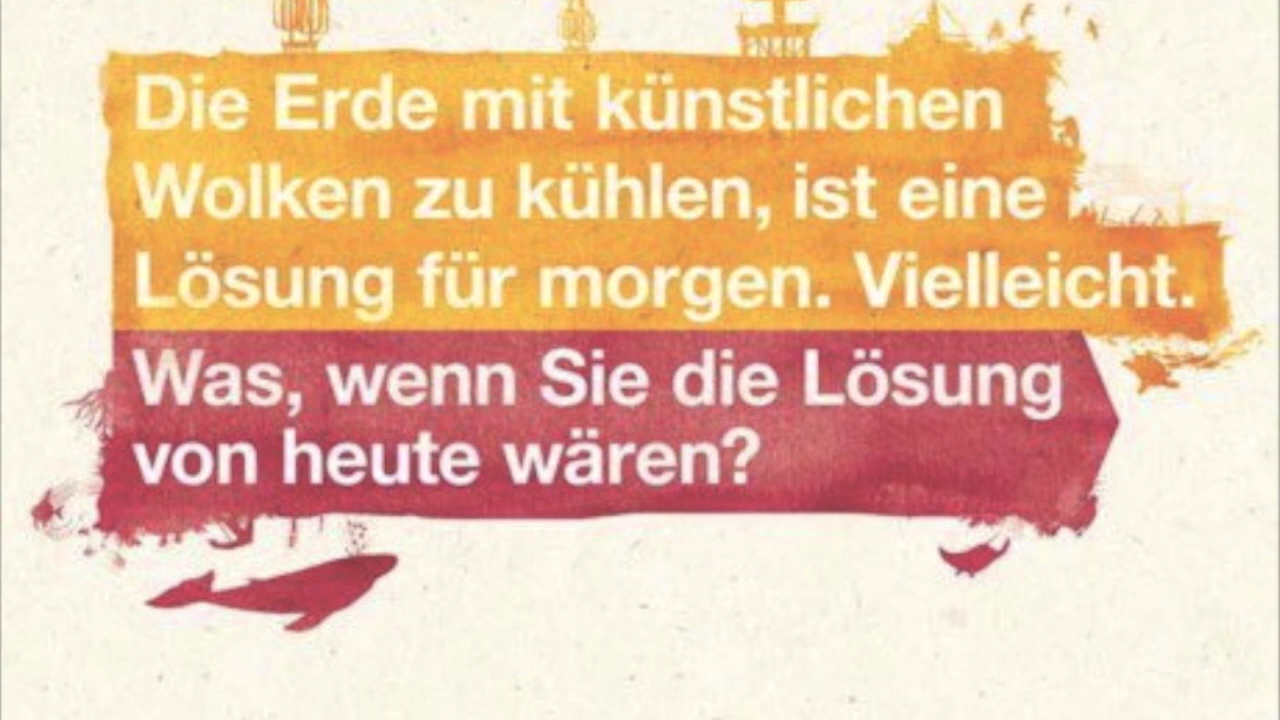 Die Erde mit künstlichen
Wolken zu kühlen, ist eine
Lösung für morgen. Vielleicht.
Was, wenn Sie die Lösung
von heute wären?